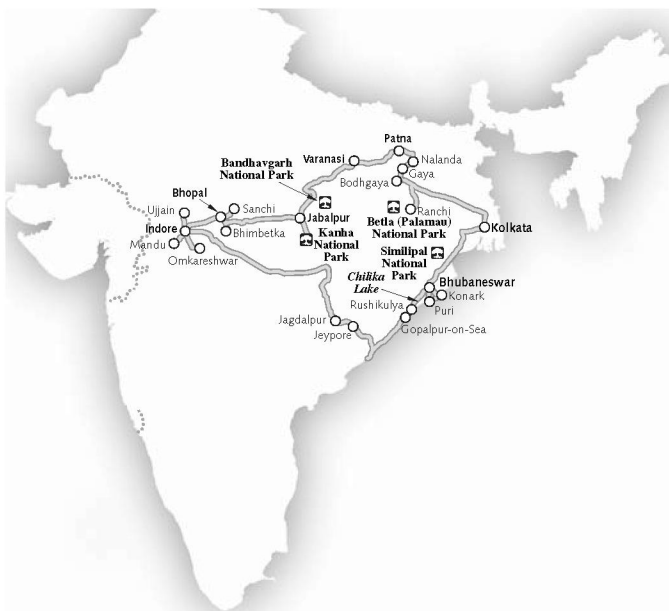 Patna
Varanasi
Nalanda
Gaya
Bandhavgarh
National Park
Bodhgaya
Bhopal
Sanchi
Ujjain
Ranchi
Jabalpur
Betla (Palamau)
National Park
Kolkata
Indore
Bhimbetka
Kanha
National
Park
Mandu
Omkareshwar
Similipal
National
Park
Chilika
Lake
Bhubaneswar
Konark
Rushikulya
Puri
Jagdalpur
Gopalpur-on-Sea
Jeypore